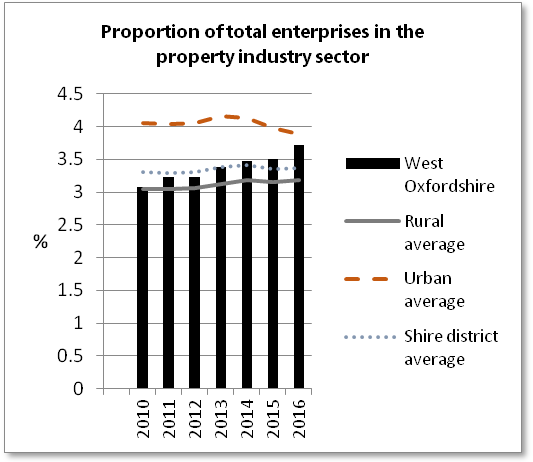 Proportion of total enterprises in the
property industry sector
4.5
4
3.5
3
2.5
2
1.5
1
0.5
0
%
2010
2011
2012
2013
2014
2015
2016
West
Oxfordshire
Rural
average
Urban
average
Shire district
average